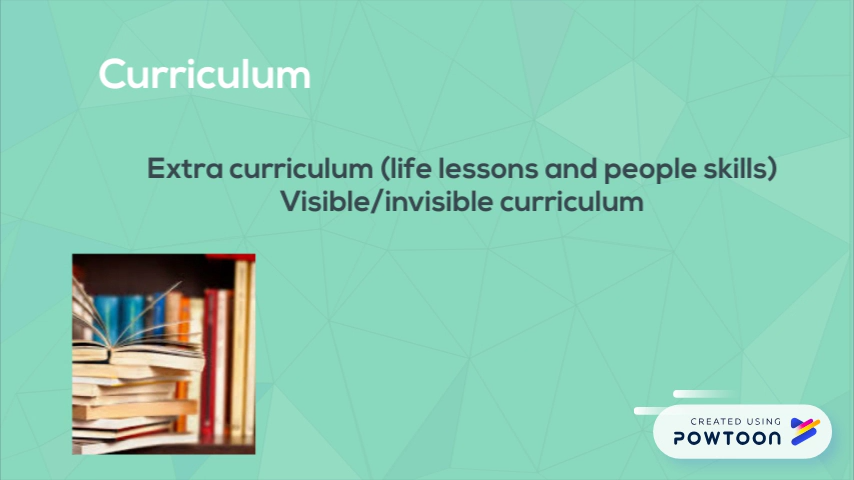 Curriculum
Extra curriculum (life lessons and people skills)
Visible/invisible curriculum
CREATED USING
POWTOON